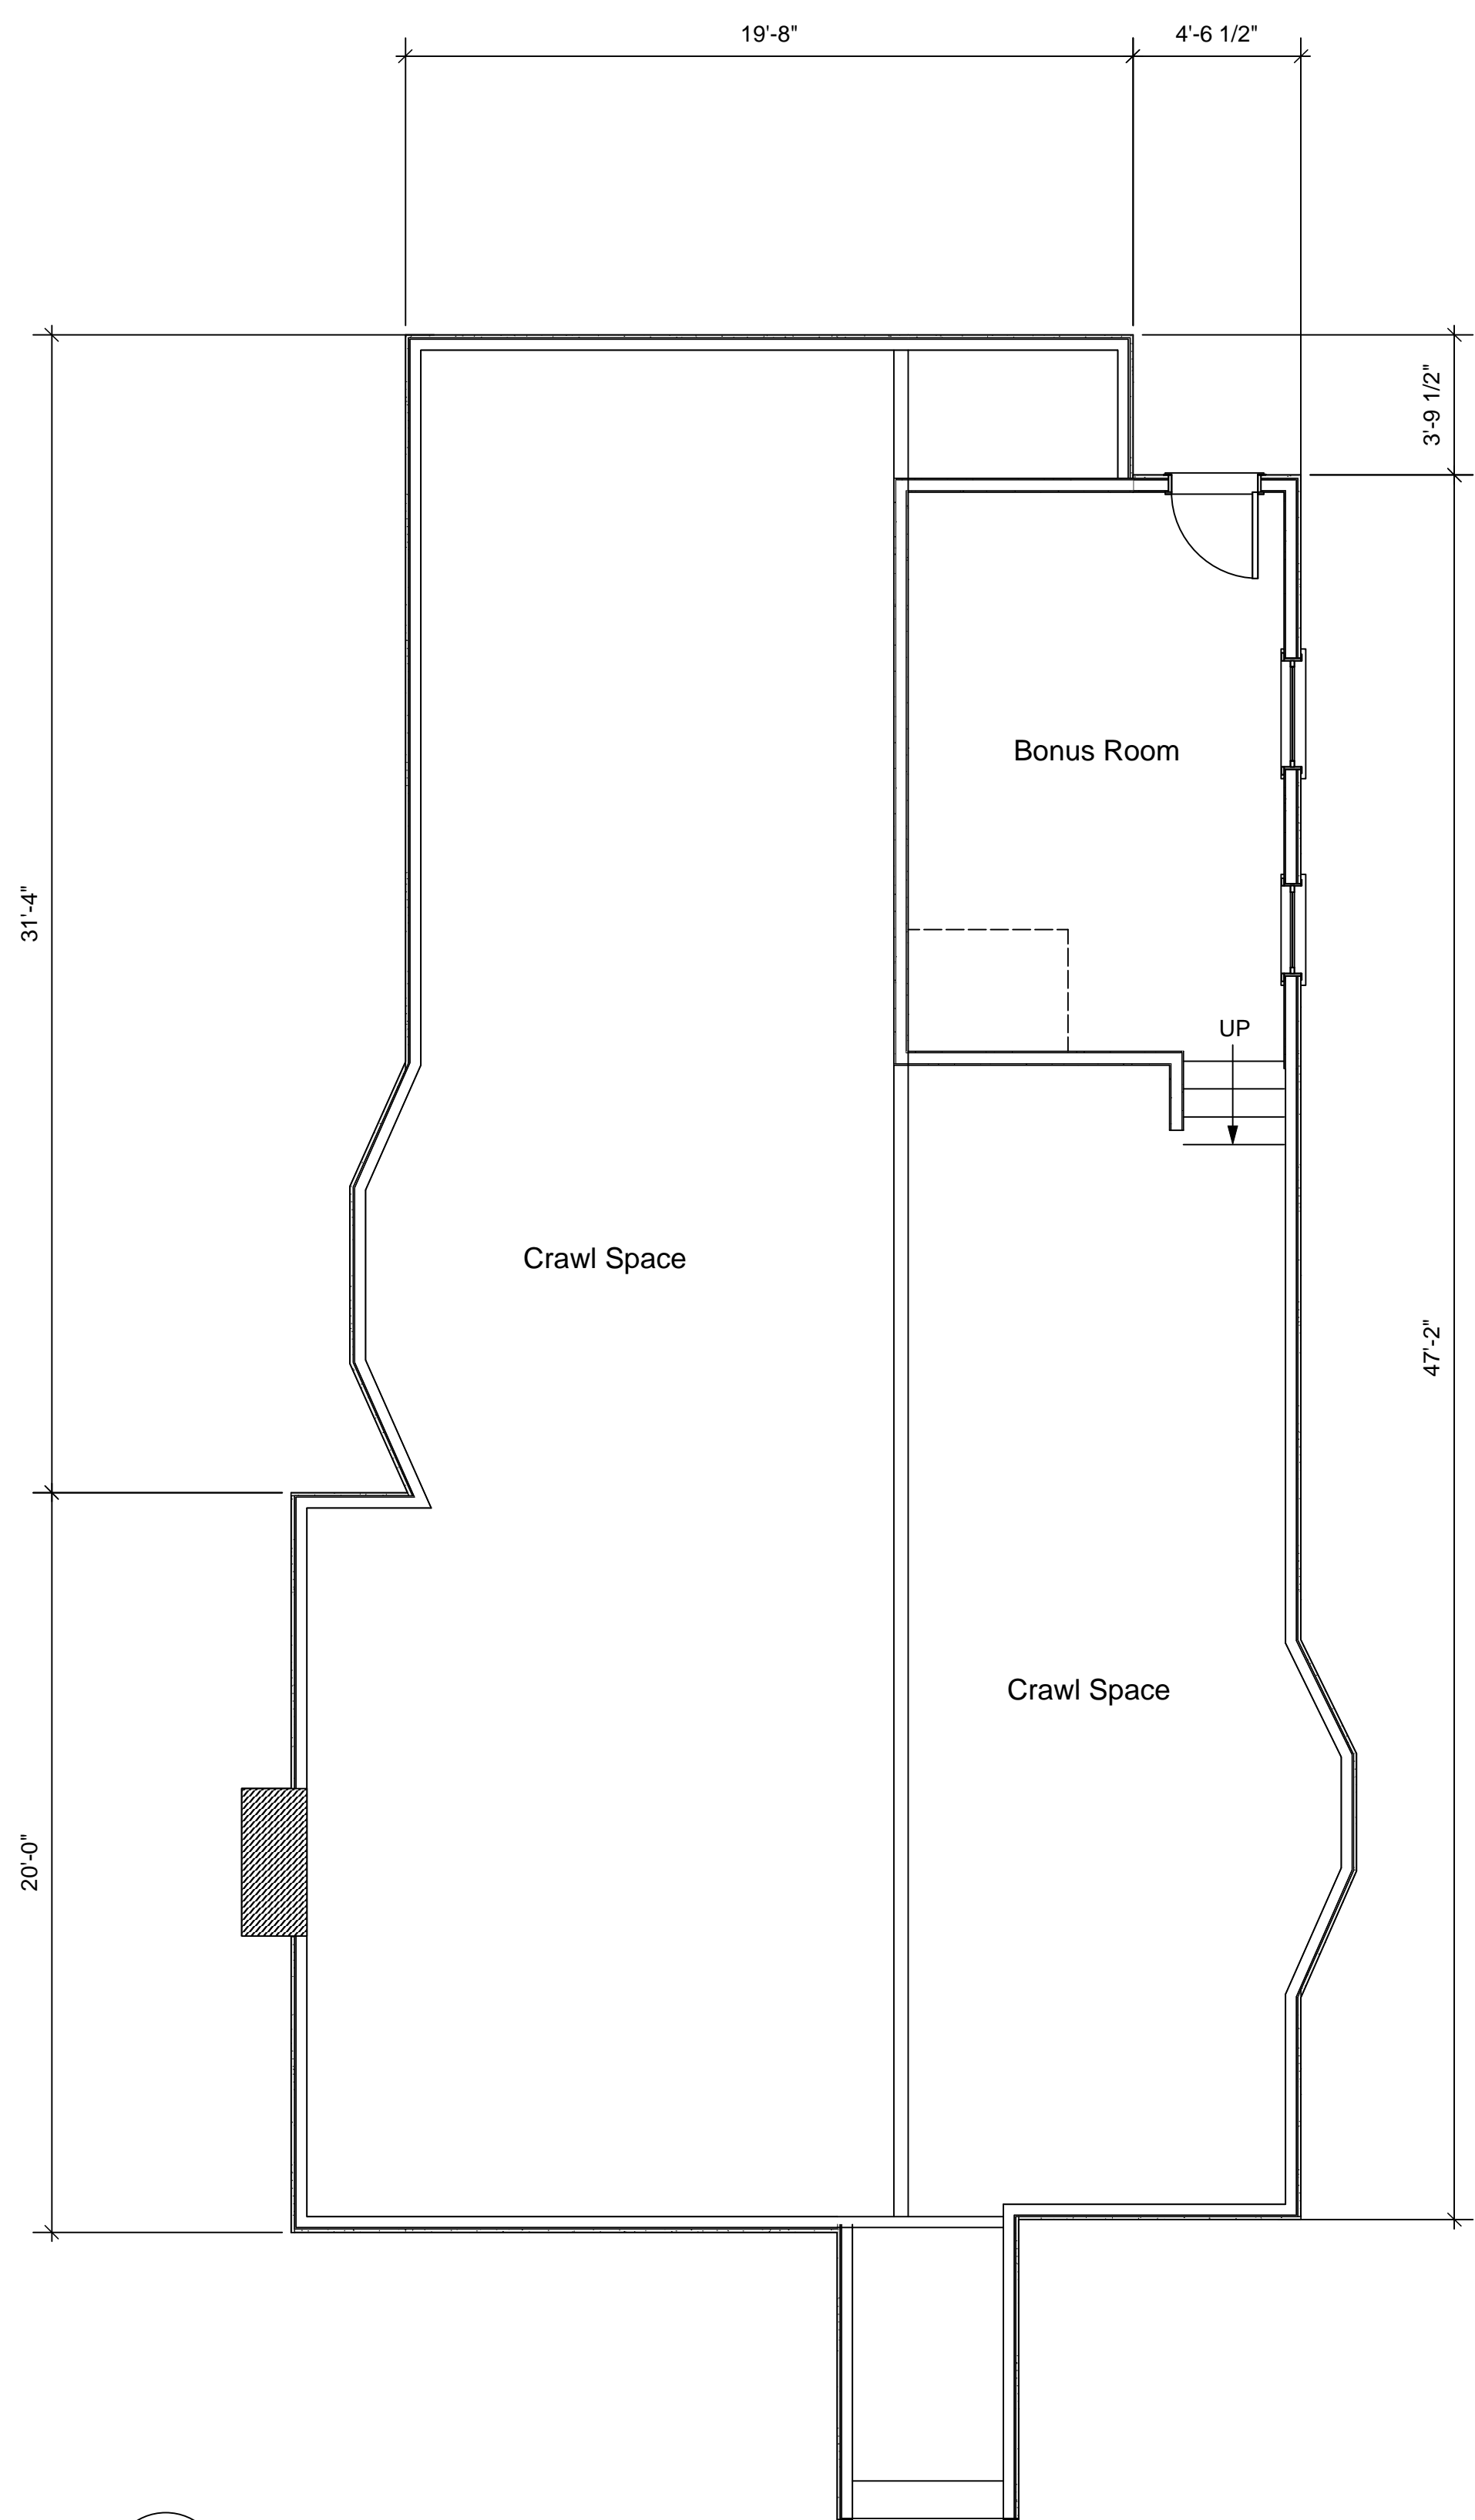 19'-8"
4'-6 1/2"
3'-9 1/2"
Bonus Room
31'-4"
UP
Crawl Space
47'-2"
Crawl Space
20'-0"